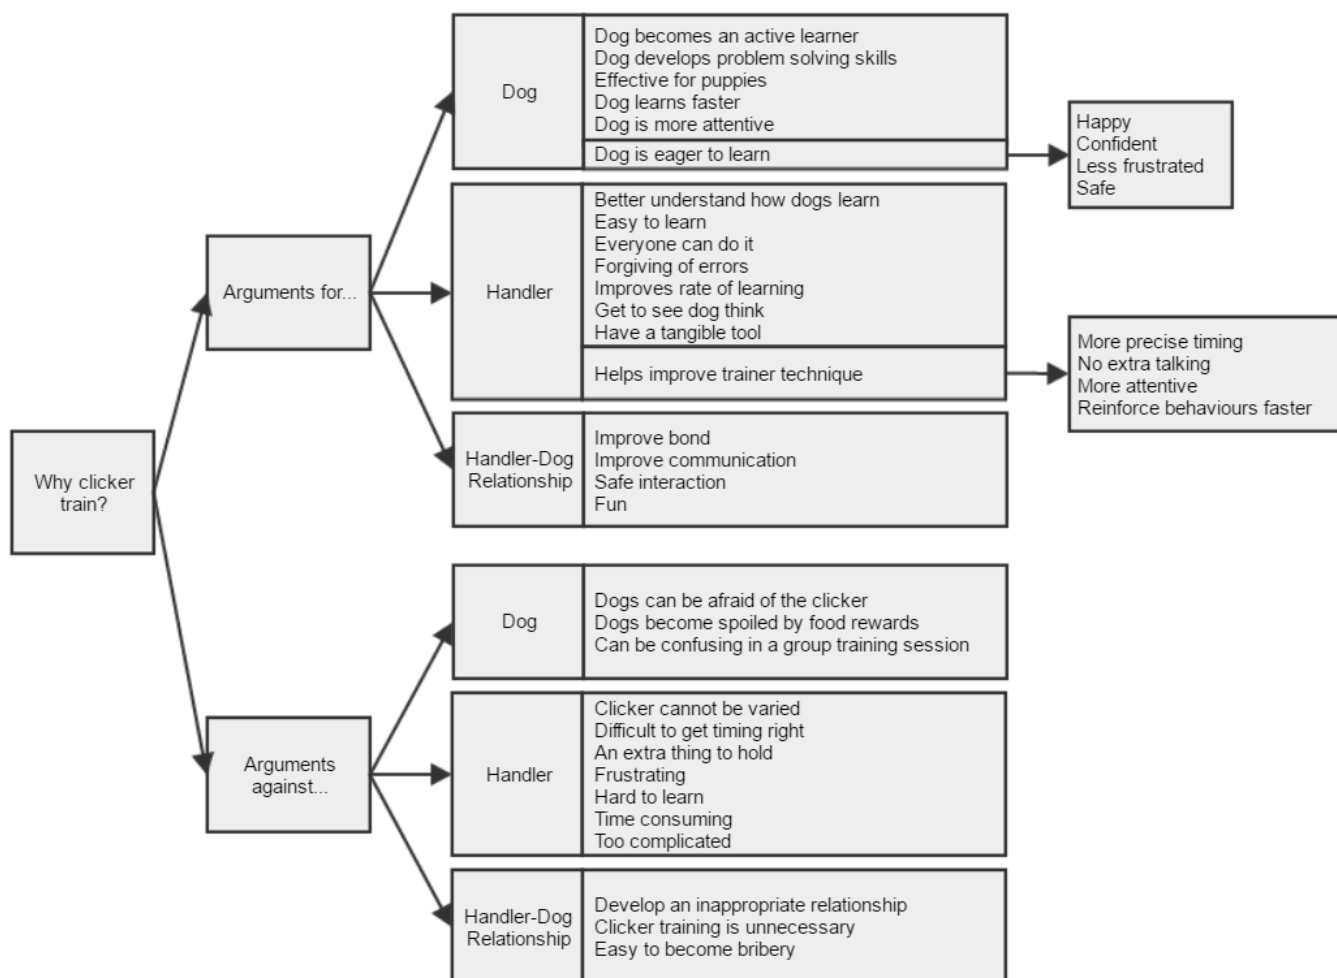 Why clicker
train?
Arguments for...
Dog
Dog becomes an active learner
Dog develops problem solving skills
Effective for puppies
Dog learns faster
Dog is more attentive
Dog is eager to learn
Happy
Confident
Less frustrated
Safe
Handler
Better understand how dogs learn
Easy to learn
Everyone can do it
Forgiving of errors
Improves rate of learning
Get to see dog think
Have a tangible tool
Helps improve trainer technique
More precise timing
No extra talking
More attentive
Reinforce behaviours faster
Handler-Dog
Relationship
Improve bond
Improve communication
Safe interaction
Fun
Arguments
against...
Dog
Dogs can be afraid of the clicker
Dogs become spoiled by food rewards
Can be confusing in a group training session
Handler
Clicker cannot be varied
Difficult to get timing right
An extra thing to hold
Frustrating
Hard to learn
Time consuming
Too complicated
Handler-Dog
Relationship
Develop an inappropriate relationship
Clicker training is unnecessary
Easy to become bribery